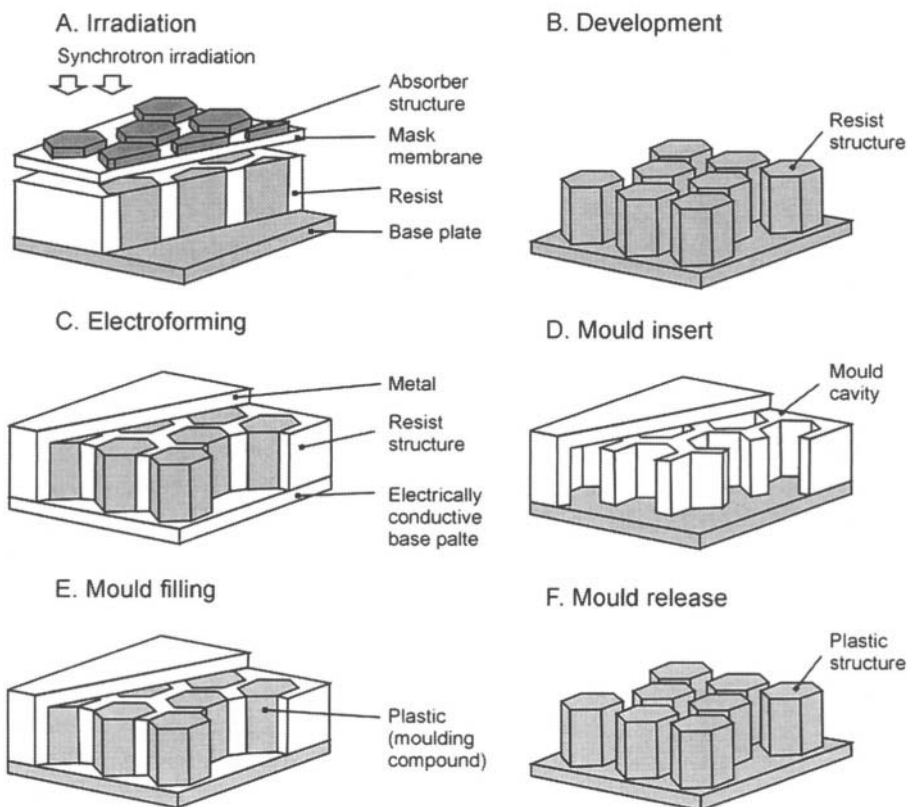 A. Irradiation
Synchrotron irradiation
Absorber
structure
Mask
membrane
Resist
Base plate
B. Development
Resist
structure
C. Electroforming
Metal
Resist
structure
Electrically
conductive
base palte
D. Mould insert
Mould
cavity
E. Mould filling
Plastic
(moulding
compound)
F. Mould release
Plastic
structure